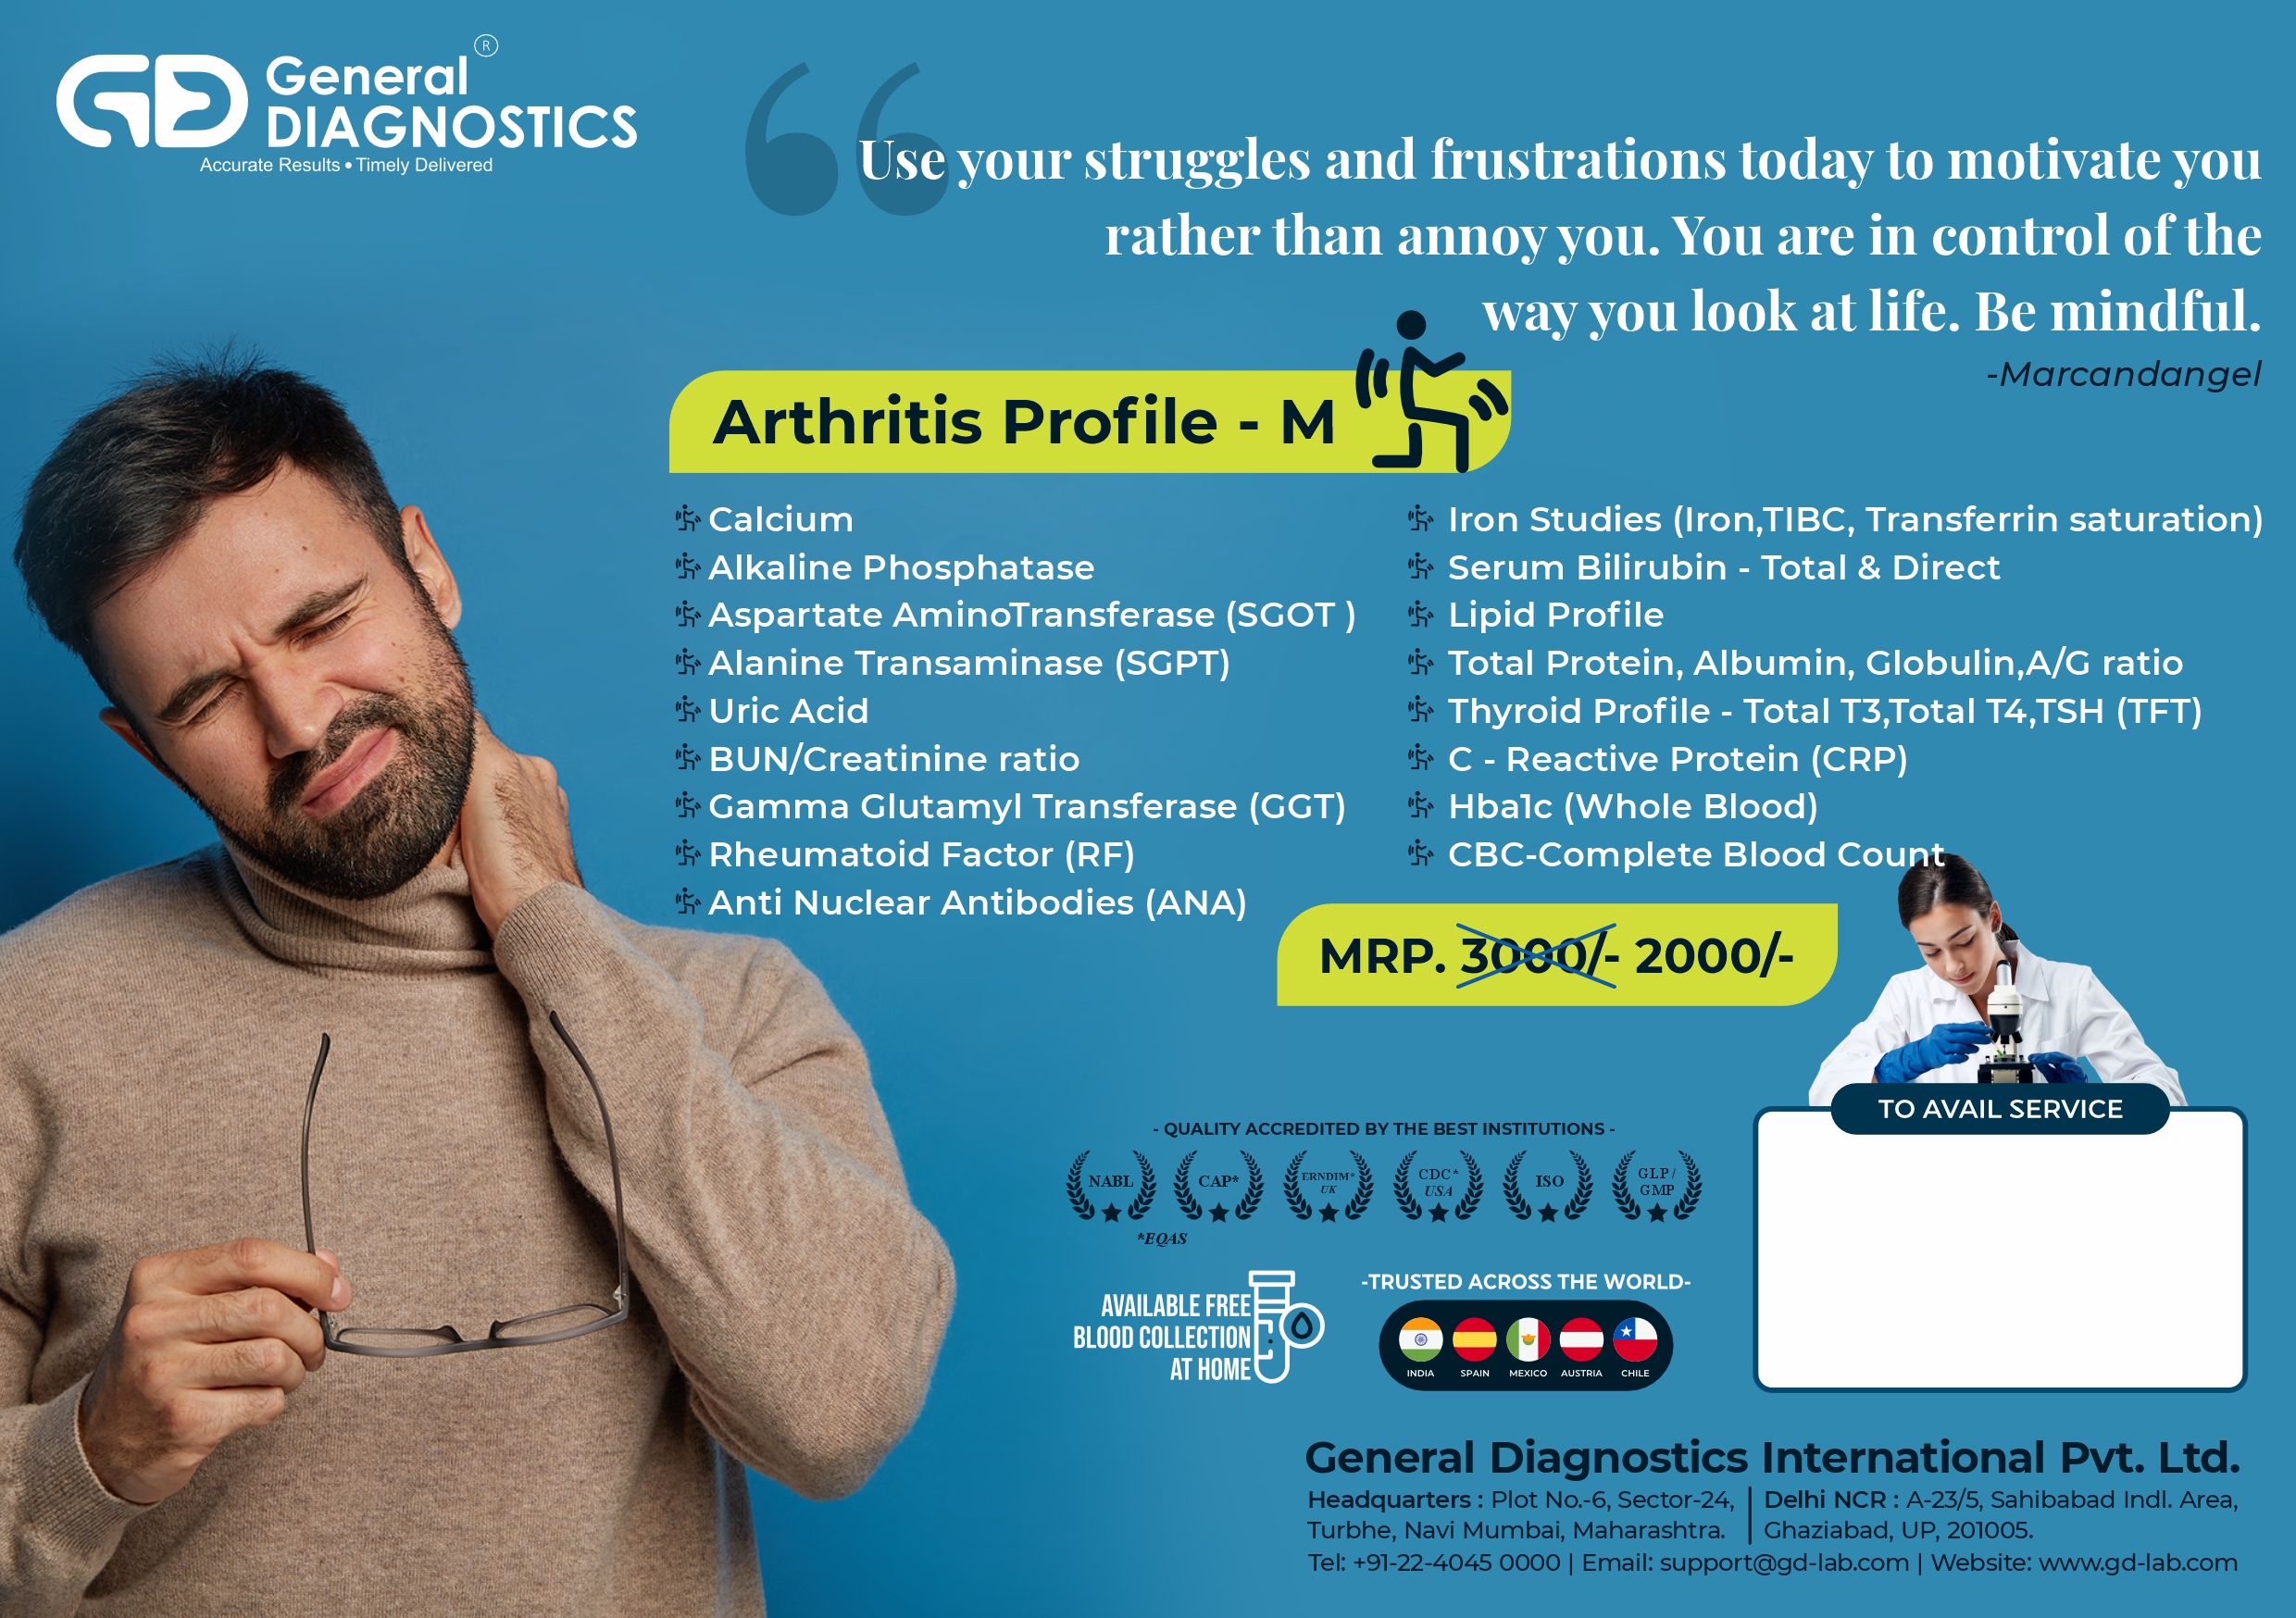 General ®
DIAGNOSTICS
Accurate Results • Timely Delivered
Use your struggles and frustrations today to motivate you
rather than annoy you. You are in control of the
way you look at life. Be mindful.
-Marcandangel
Arthritis Profile - M
Calcium
Alkaline Phosphatase
Aspartate AminoTransferase (SGOT )
Alanine Transaminase (SGPT)
Uric Acid
BUN/Creatinine ratio
Gamma Glutamyl Transferase (GGT)
Rheumatoid Factor (RF)
Anti Nuclear Antibodies (ANA)
Iron Studies (Iron,TIBC, Transferrin saturation)
Serum Bilirubin - Total & Direct
Lipid Profile
Total Protein, Albumin, Globulin,A/G ratio
Thyroid Profile - Total T3,Total T4,TSH (TFT)
C - Reactive Protein (CRP)
Hba1c (Whole Blood)
CBC-Complete Blood Count
MRP. 3000/- 2000/-
TO AVAIL SERVICE
- QUALITY ACCREDITED BY THE BEST INSTITUTIONS -
NABL
CAP*
ERNDIM*
UK
CDC*
USA
ISO
GLP /
GMP
*EQAS
AVAILABLE FREE
BLOOD COLLECTION
AT HOME
-TRUSTED ACROSS THE WORLD-
INDIA SPAIN MEXICO AUSTRIA CHILE
General Diagnostics International Pvt. Ltd.
Headquarters : Plot No.-6, Sector-24,
Turbhe, Navi Mumbai, Maharashtra.
Delhi NCR : A-23/5, Sahibabad Indl. Area,
Ghaziabad, UP, 201005.
Tel: +91-22-4045 0000 | Email: support@gd-lab.com | Website: www.gd-lab.com